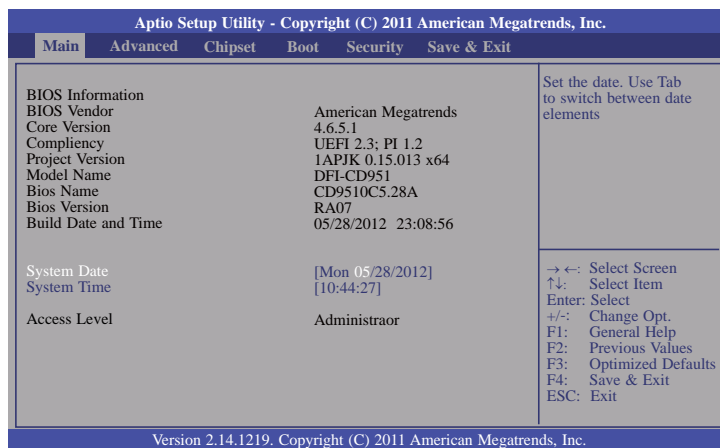 Aptio Setup Utility - Copyright (C) 2011 American Megatrends, Inc.
Main Advanced Chipset Boot Security Save & Exit
BIOS Information
BIOS Vendor American Megatrends
Core Version 4.6.5.1
Compliency UEFI 2.3; PI 1.2
Project Version 1APJK 0.15.013 x64
Model Name DFI-CD951
Bios Name CD9510C5.28A
Bios Version RA07
Build Date and Time 05/28/2012 23:08:56
System Date [Mon 05/28/2012]
System Time [10:44:27]
Access Level Administraor
Set the date. Use Tab
to switch between date
elements
→ ←: Select Screen
↑↓: Select Item
Enter: Select
+/-: Change Opt.
F1: General Help
F2: Previous Values
F3: Optimized Defaults
F4: Save & Exit
ESC: Exit
Version 2.14.1219. Copyright (C) 2011 American Megatrends, Inc.